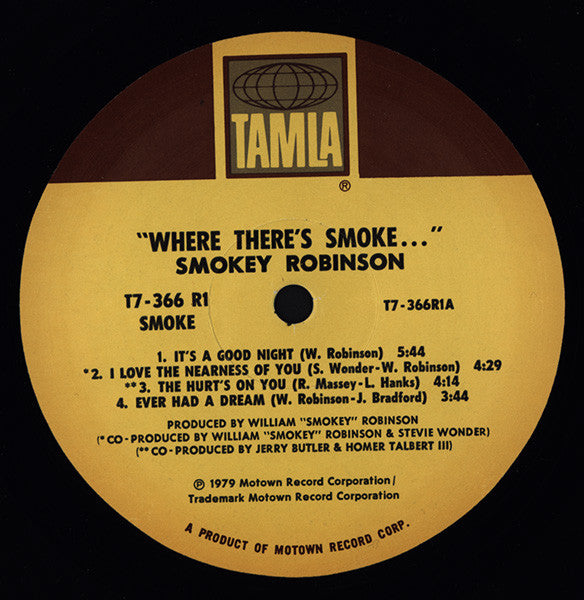 TAMLA
®
"WHERE THERE'S SMOKE..."
SMOKEY ROBINSON
T7-366 R1
SMOKE
T7-366R1A
1. IT'S A GOOD NIGHT (W. Robinson) 5:44
*2. I LOVE THE NEARNESS OF YOU (S. Wonder-W. Robinson) 4:29
**3. THE HURT'S ON YOU (R. Massey-L. Hanks) 4:14
4. EVER HAD A DREAM (W. Robinson-J. Bradford) 3:44
PRODUCED BY WILLIAM "SMOKEY" ROBINSON
(*CO-PRODUCED BY WILLIAM "SMOKEY" ROBINSON & STEVIE WONDER)
(**CO-PRODUCED BY JERRY BUTLER & HOMER TALBERT III)
℗ 1979 Motown Record Corporation/
Trademark Motown Record Corporation
A PRODUCT OF MOTOWN RECORD CORP.